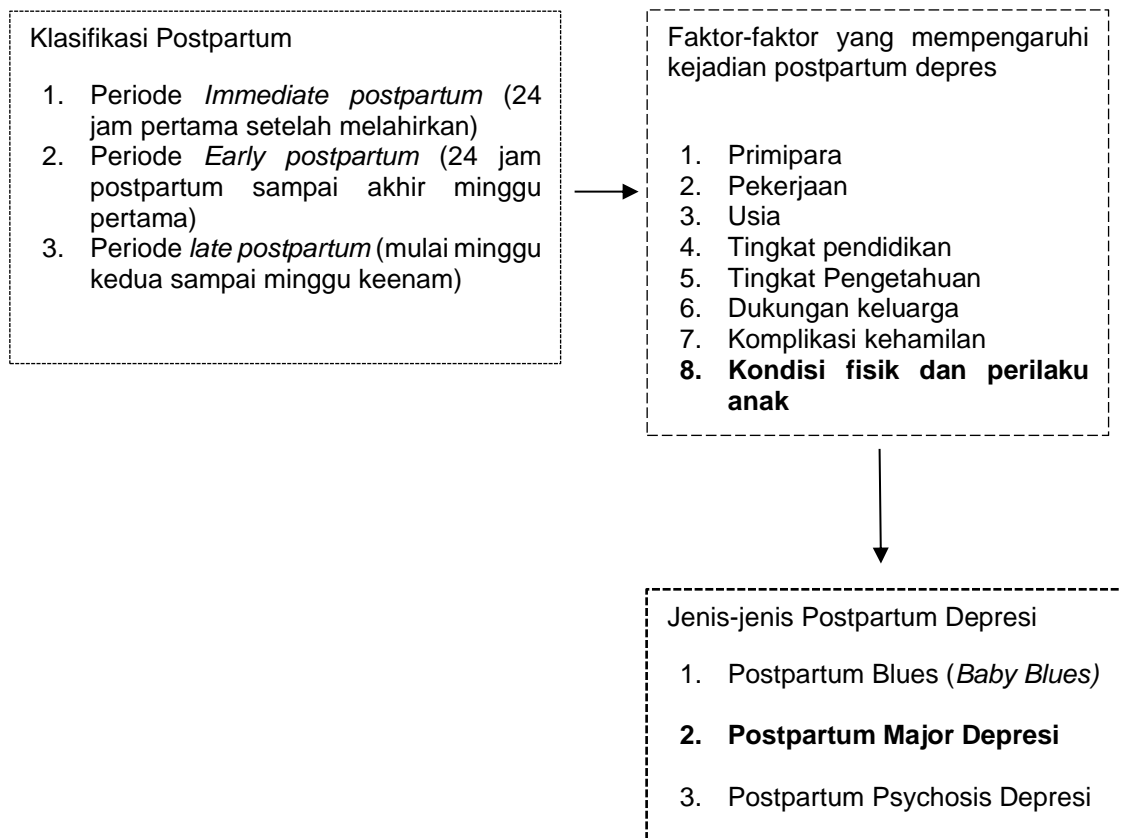 Klasifikasi Postpartum
1. Periode Immediate postpartum (24
jam pertama setelah melahirkan)
2. Periode Early postpartum (24 jam
postpartum sampai akhir minggu
pertama)
3. Periode late postpartum (mulai minggu
kedua sampai minggu keenam)
Faktor-faktor yang mempengaruhi
kejadian postpartum depres
1. Primipara
2. Pekerjaan
3. Usia
4. Tingkat pendidikan
5. Tingkat Pengetahuan
6. Dukungan keluarga
7. Komplikasi kehamilan
8. Kondisi fisik dan perilaku
anak
Jenis-jenis Postpartum Depresi
1. Postpartum Blues (Baby Blues)
2. Postpartum Major Depresi
3. Postpartum Psychosis Depresi